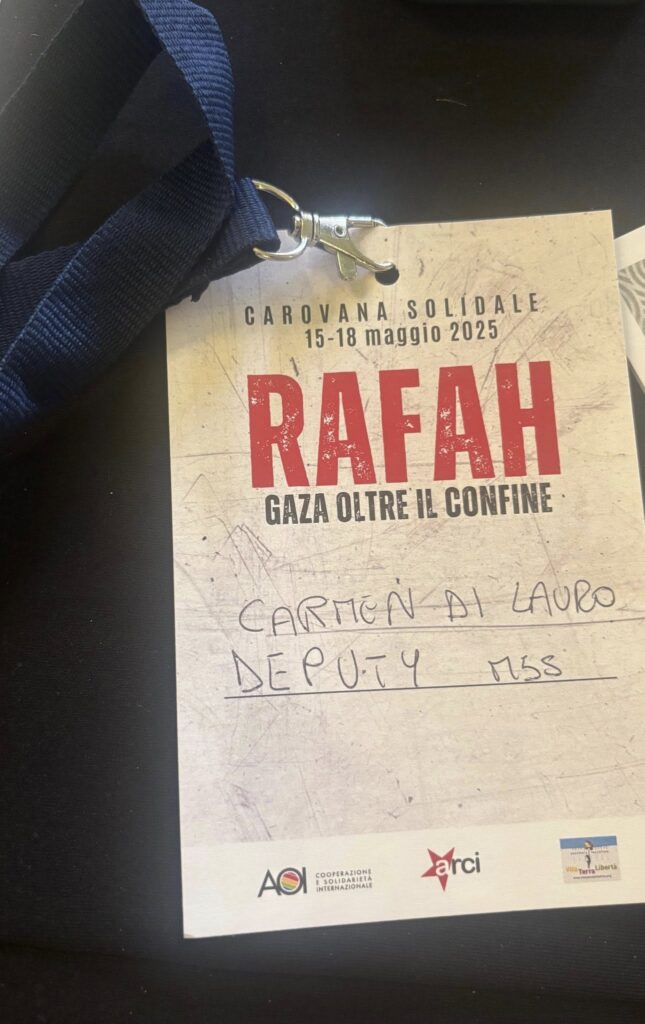 CAROVANA SOLIDALE
15-18 maggio 2025
RAFAH
GAZA OLTRE IL CONFINE
CARMEN DI LAURO
DEPUTY M5S
AOI COOPERAZIONE
E SOLIDARIETÀ
INTERNAZIONALE
arci
Vita Terra Libertà